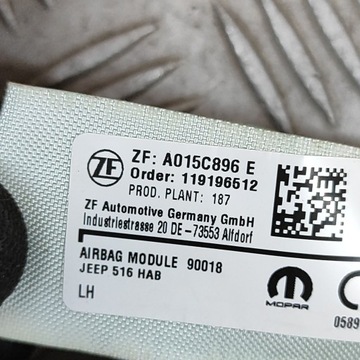 ZF
ZF: A015C896 E
Order: 119196512
PROD. PLANT: 187
ZF Automotive Germany GmbH
Industriestrasse 20 DE-73553 Alfdorf
AIRBAG MODULE 90018
JEEP 516 HAB
LH
MOPAR
0589